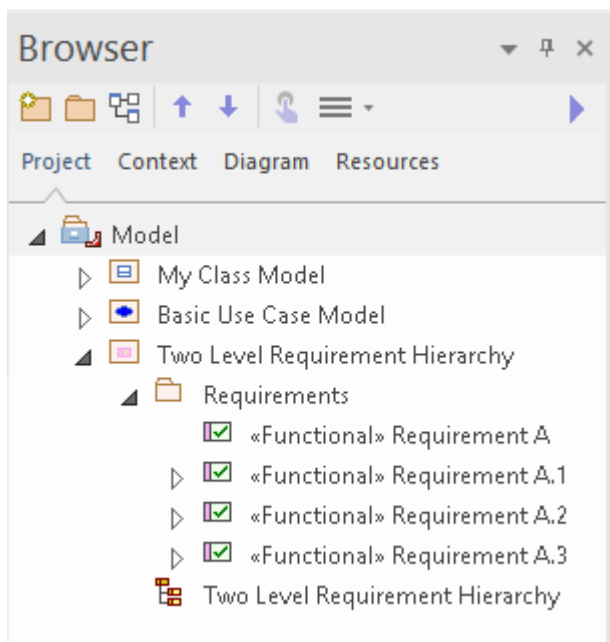 Browser
Project Context Diagram Resources
Model
My Class Model
Basic Use Case Model
Two Level Requirement Hierarchy
Requirements
«Functional» Requirement A
«Functional» Requirement A.1
«Functional» Requirement A.2
«Functional» Requirement A.3
Two Level Requirement Hierarchy